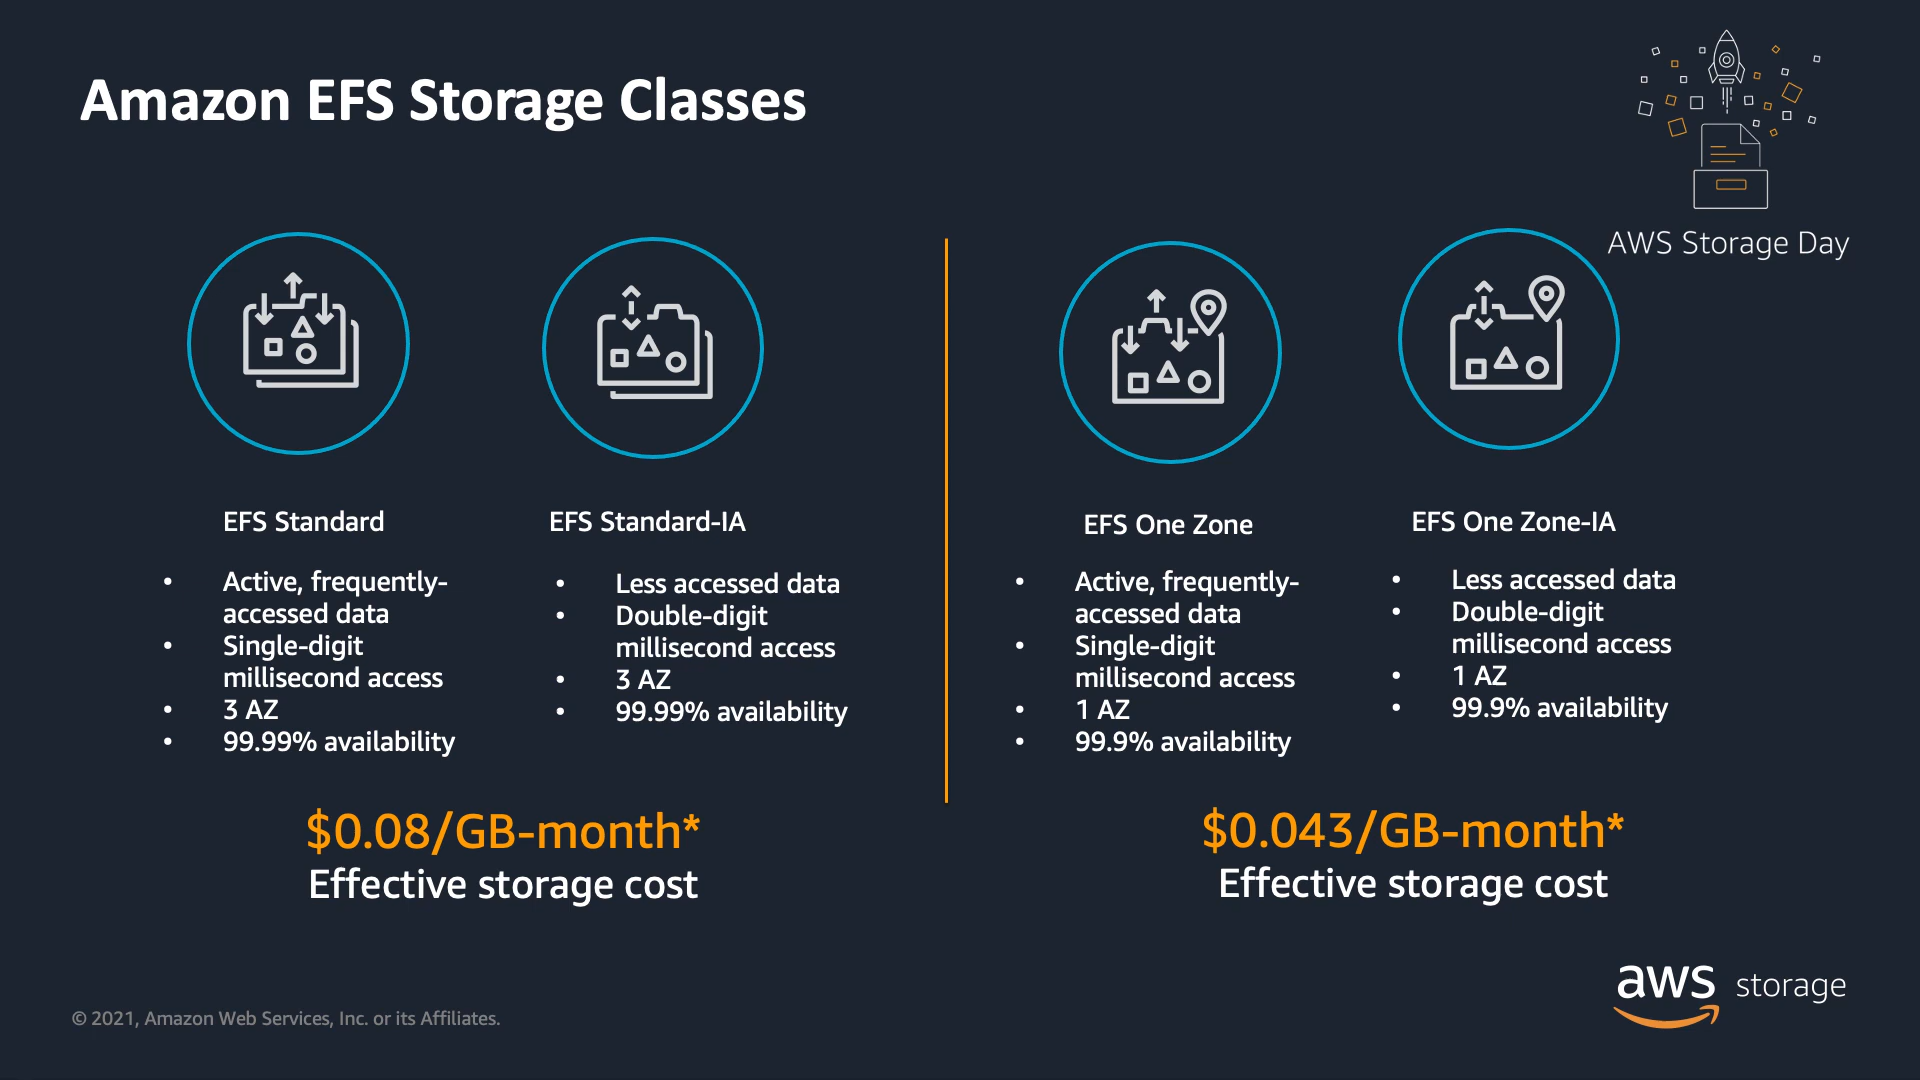 Amazon EFS Storage Classes
AWS Storage Day
EFS Standard
• Active, frequently-
accessed data
• Single-digit
millisecond access
• 3 AZ
• 99.99% availability
EFS Standard-IA
• Less accessed data
• Double-digit
millisecond access
• 3 AZ
• 99.99% availability
$0.08/GB-month*
Effective storage cost
EFS One Zone
• Active, frequently-
accessed data
• Single-digit
millisecond access
• 1 AZ
• 99.9% availability
EFS One Zone-IA
• Less accessed data
• Double-digit
millisecond access
• 1 AZ
• 99.9% availability
$0.043/GB-month*
Effective storage cost
© 2021, Amazon Web Services, Inc. or its Affiliates.
aws storage